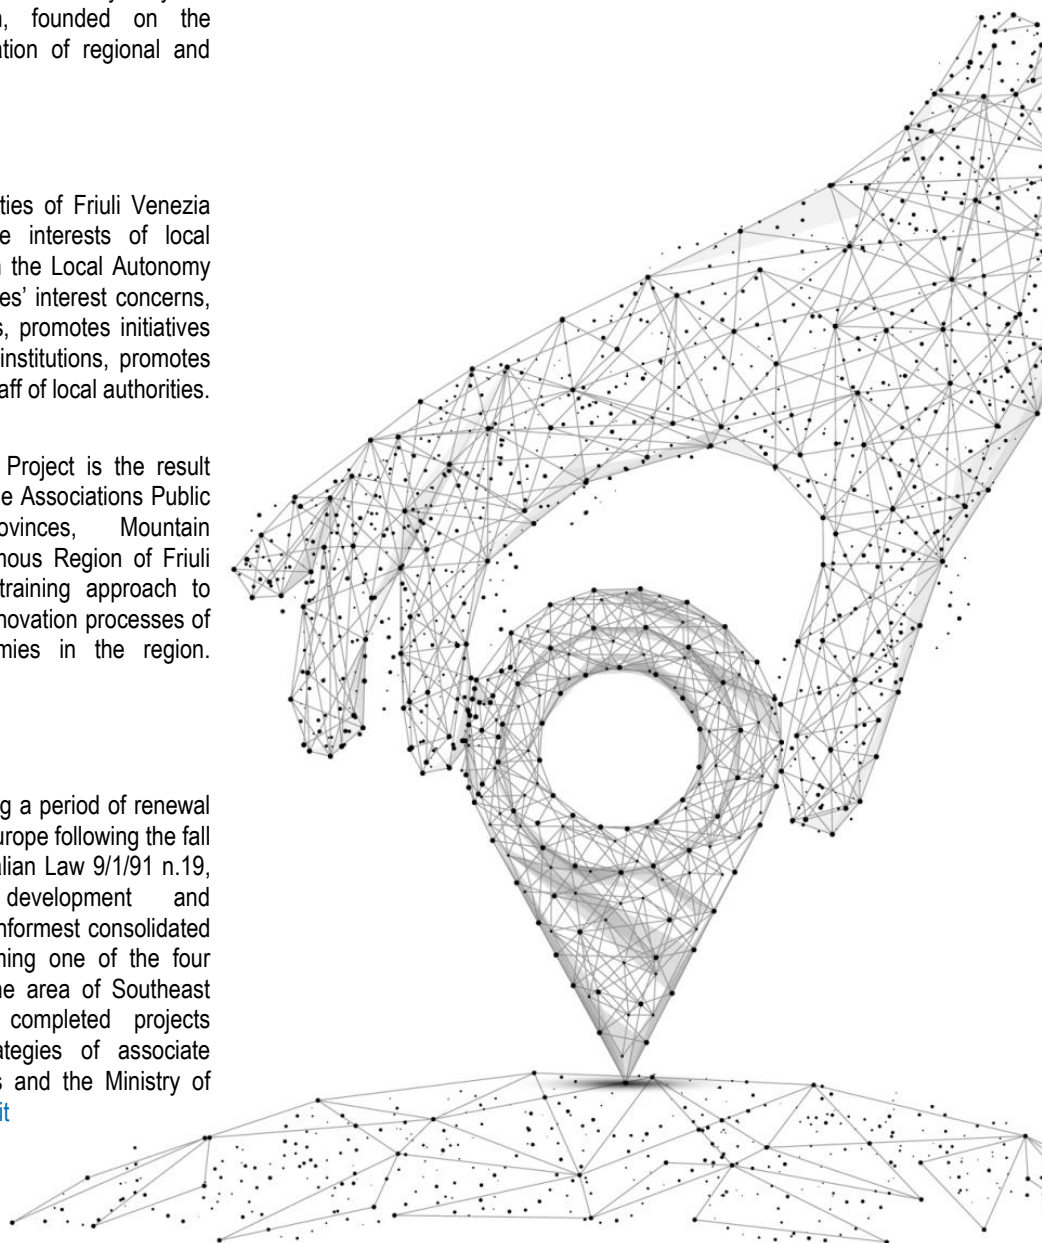 founded on the
ation of regional and
ties of Friuli Venezia
interests of local
the Local Autonomy
es' interest concerns,
promotes initiatives
institutions, promotes
aff of local authorities.
Project is the result
e Associations Public
ovinces, Mountain
nous Region of Friuli
training approach to
novation processes of
mies in the region.
ng a period of renewal
urope following the fall
alian Law 9/1/91 n.19,
development and
nformest consolidated
ning one of the four
ne area of Southeast
completed projects
ategies of associate
s and the Ministry of
it